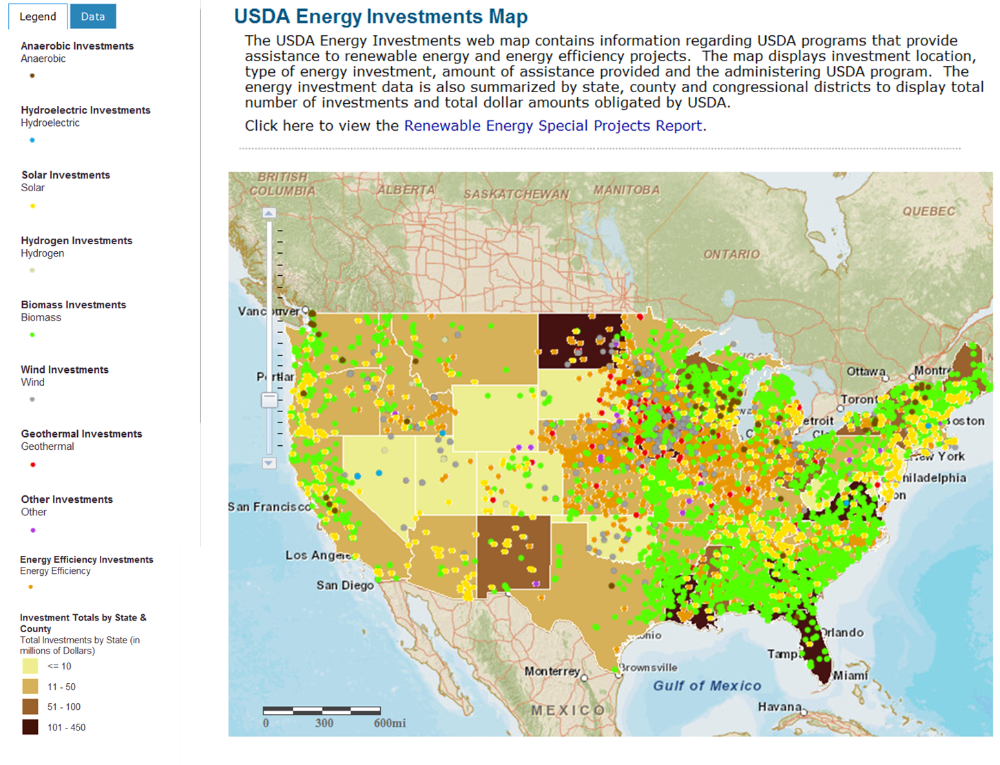 Legend
Data
Anaerobic Investments
Anaerobic
Hydroelectric Investments
Hydroelectric
Solar Investments
Solar
Hydrogen Investments
Hydrogen
Biomass Investments
Biomass
Wind Investments
Wind
Geothermal Investments
Geothermal
Other Investments
Other
Energy Efficiency Investments
Energy Efficiency
Investment Totals by State &
County
Total Investments by State (in
millions of Dollars)
<= 10
11 - 50
51 - 100
101 - 450
USDA Energy Investments Map
The USDA Energy Investments web map contains information regarding USDA programs that provide
assistance to renewable energy and energy efficiency projects.  The map displays investment location,
type of energy investment, amount of assistance provided and the administering USDA program.  The
energy investment data is also summarized by state, county and congressional districts to display total
number of investments and total dollar amounts obligated by USDA.
Click here to view the Renewable Energy Special Projects Report.
BRITISH
COLUMBIA
ALBERTA
SASKATCHEWAN
MANITOBA
QUEBEC
ONTARIO
Vancouver
Ottawa
Toront
Boston
New York
San Francisco
Los Angele
San Diego
Orlando
Tamp
Miami
Brownsville
Monterrey
Gulf of Mexico
MEXICO
Havana
0 300 600mi